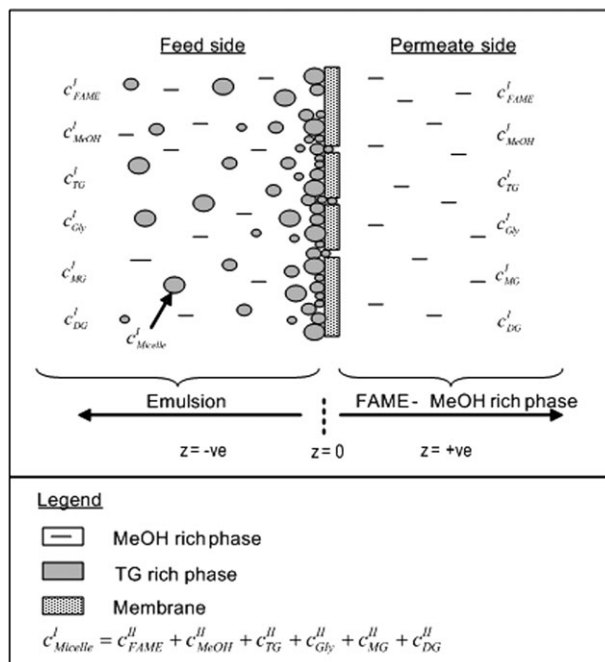 Feed side
Permeate side
c^I_FAME
c^I_FAME
c^I_MeOH
c^I_MeOH
c^I_TG
c^I_TG
c^I_Gly
c^I_Gly
c^I_MG
c^I_MG
c^I_DG
c^I_DG
c^I_Micelle
Emulsion
FAME- MeOH rich phase
z = -ve
z = 0
z = +ve
Legend
MeOH rich phase
TG rich phase
Membrane
c^I_Micelle = c^II_FAME + c^II_MeOH + c^II_TG + c^II_Gly + c^II_MG + c^II_DG